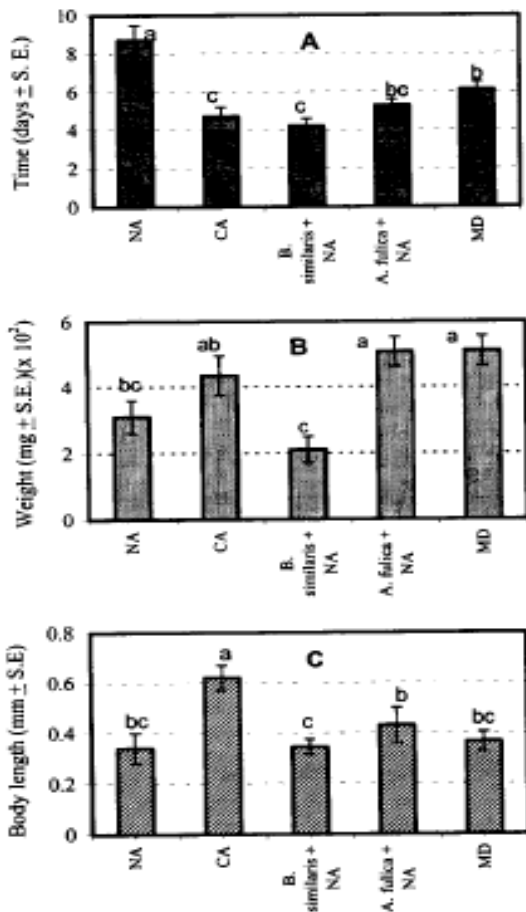 A
Time (days ± S. E.)
10
8
6
4
2
0
a
c
c
bc
b
NA
CA
B.
similaris +
NA
A. fulica +
NA
MD
B
Weight (mg ± S.E.)(x 10²)
6
4
2
0
bc
ab
c
a
a
NA
CA
B.
similaris +
NA
A. fulica +
NA
MD
C
Body length (mm ± S.E)
0.8
0.6
0.4
0.2
0
bc
a
c
b
bc
NA
CA
B.
similaris +
NA
A. fulica +
NA
MD